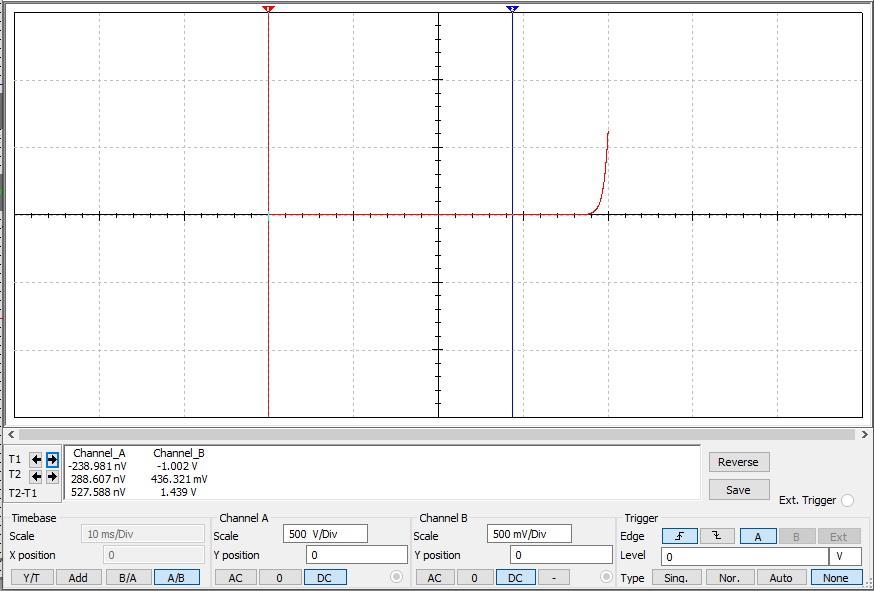 1
2
Channel_A Channel_B
T1 -238.981 nV -1.002 V
T2 288.607 nV 436.321 mV
T2-T1 527.588 nV 1.439 V
Reverse
Save
Ext. Trigger
Timebase
Scale 10 ms/Div
X position 0
Y/T Add B/A A/B
Channel A
Scale 500 V/Div
Y position 0
AC 0 DC
Channel B
Scale 500 mV/Div
Y position 0
AC 0 DC -
Trigger
Edge A B Ext
Level 0 V
Type Sing. Nor. Auto None